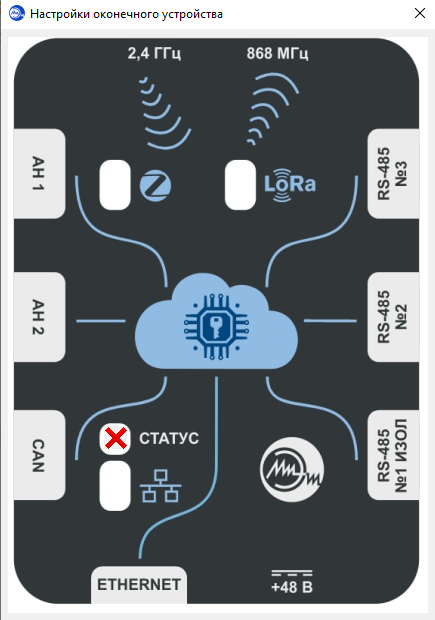 Настройки оконечного устройства
2,4 ГГц
868 МГц
АН 1
LoRa
RS-485
№3
АН 2
RS-485
№2
CAN
СТАТУС
RS-485
№1 ИЗОЛ
ETHERNET
+48 В